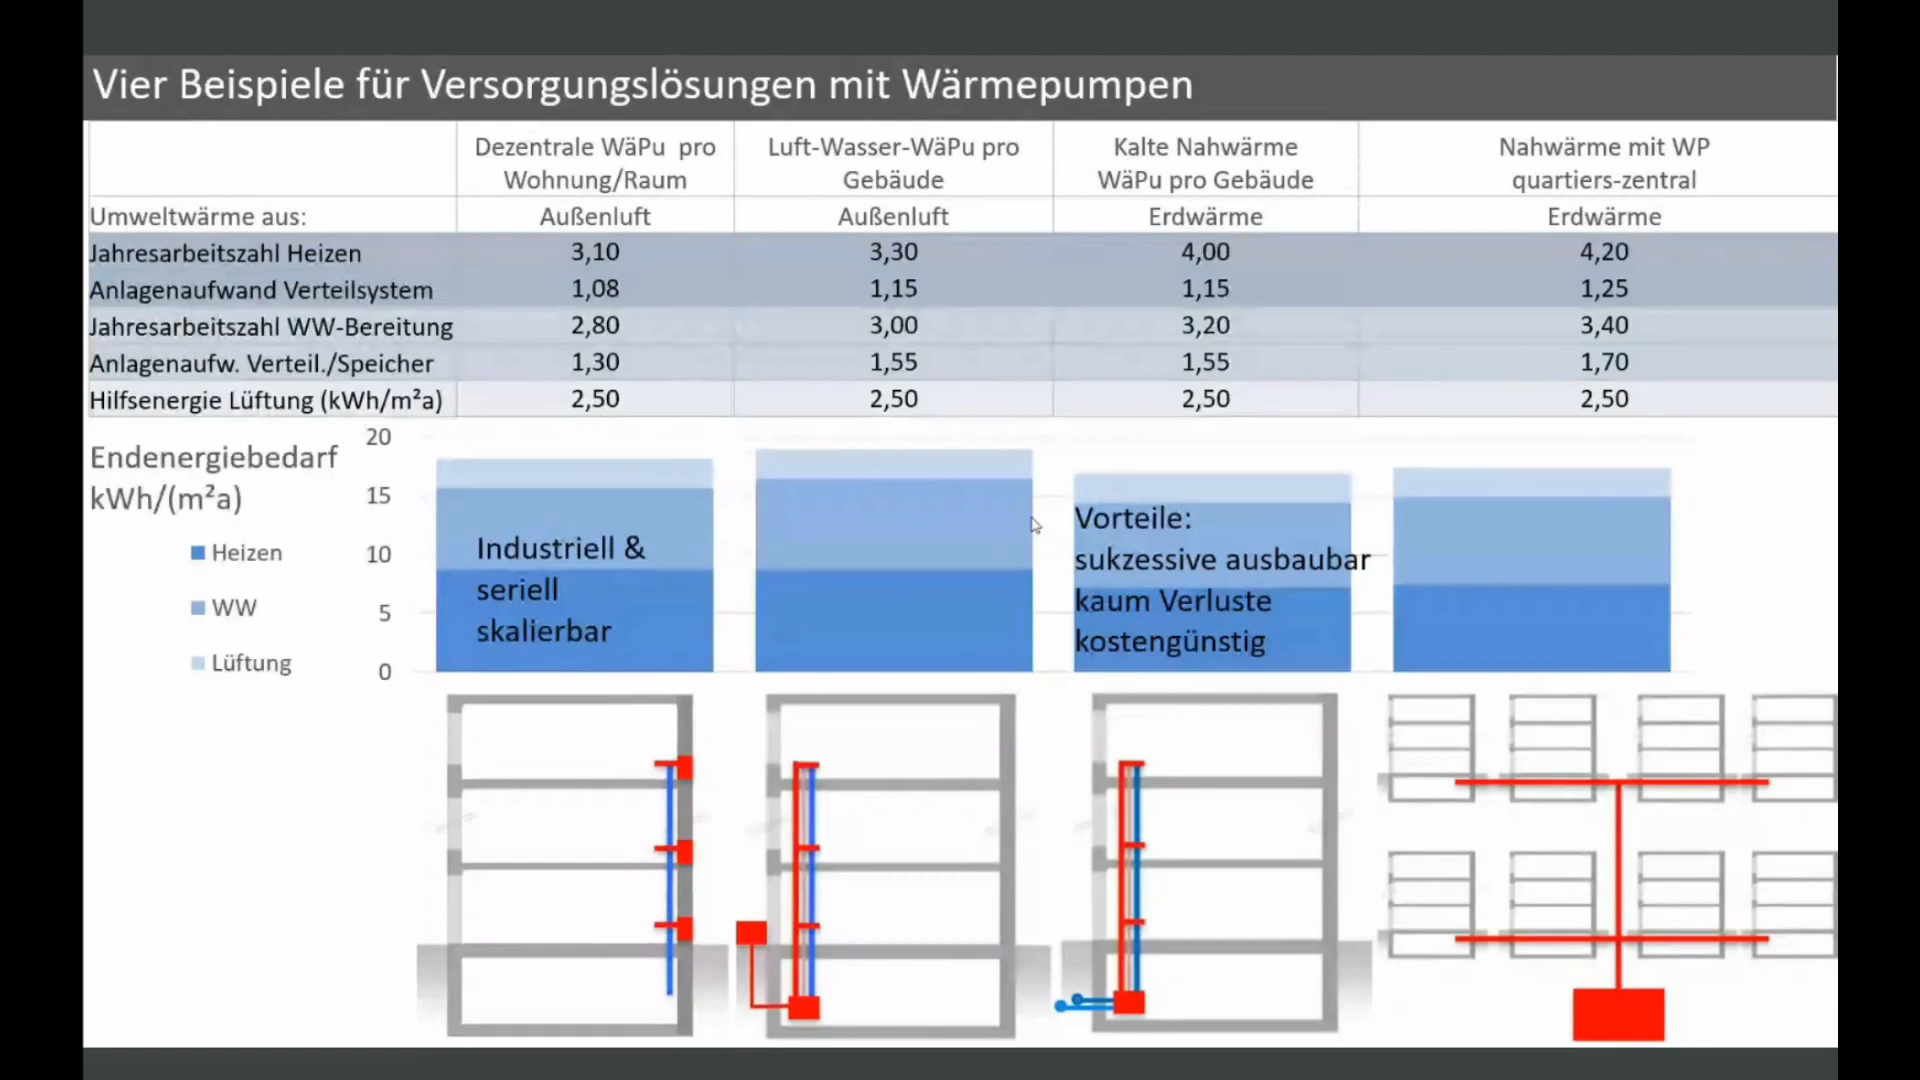 Vier Beispiele für Versorgungslösungen mit Wärmepumpen
Dezentrale WäPu pro Wohnung/Raum
Luft-Wasser-WäPu pro Gebäude
Kalte Nahwärme WäPu pro Gebäude
Nahwärme mit WP quartiers-zentral
Umweltwärme aus: Außenluft Außenluft Erdwärme Erdwärme
Jahresarbeitszahl Heizen 3,10 3,30 4,00 4,20
Anlagenaufwand Verteilsystem 1,08 1,15 1,15 1,25
Jahresarbeitszahl WW-Bereitung 2,80 3,00 3,20 3,40
Anlagenaufw. Verteil./Speicher 1,30 1,55 1,55 1,70
Hilfsenergie Lüftung (kWh/m²a) 2,50 2,50 2,50 2,50
Endenergiebedarf
kWh/(m²a)
Heizen
WW
Lüftung
20
15
10
5
0
Industriell &
seriell
skalierbar
Vorteile:
sukzessive ausbaubar
kaum Verluste
kostengünstig